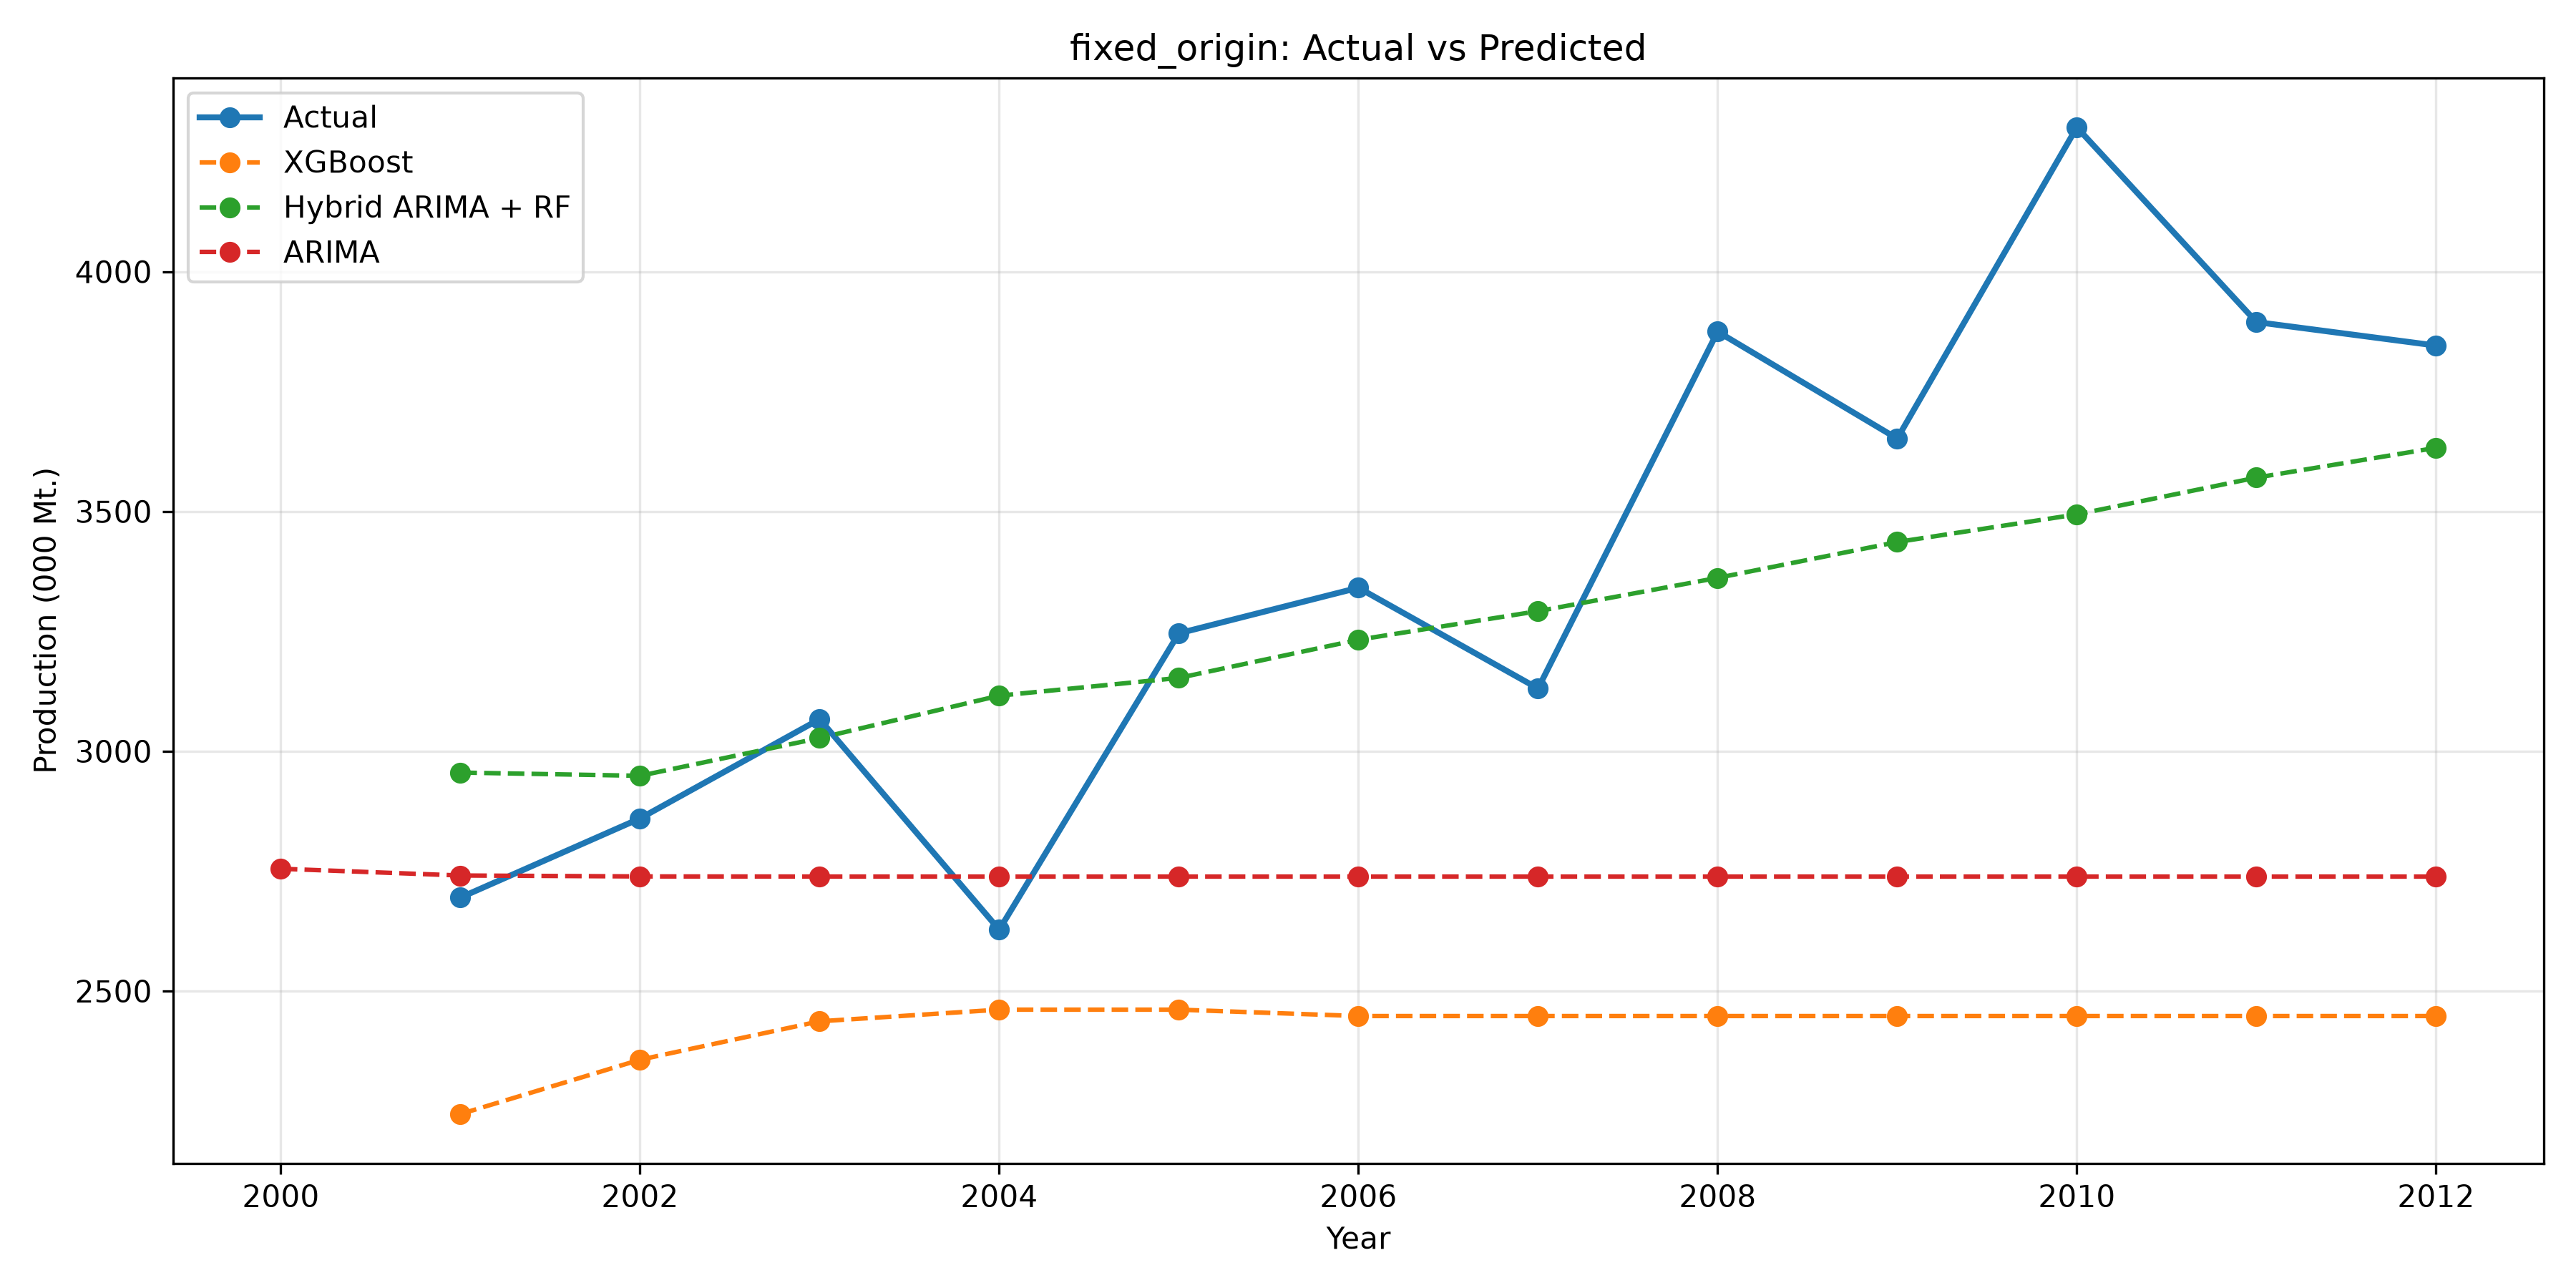 fixed_origin: Actual vs Predicted
Actual
XGBoost
Hybrid ARIMA + RF
ARIMA
Production (000 Mt.)
4000
3500
3000
2500
2000 2002 2004 2006 2008 2010 2012
Year